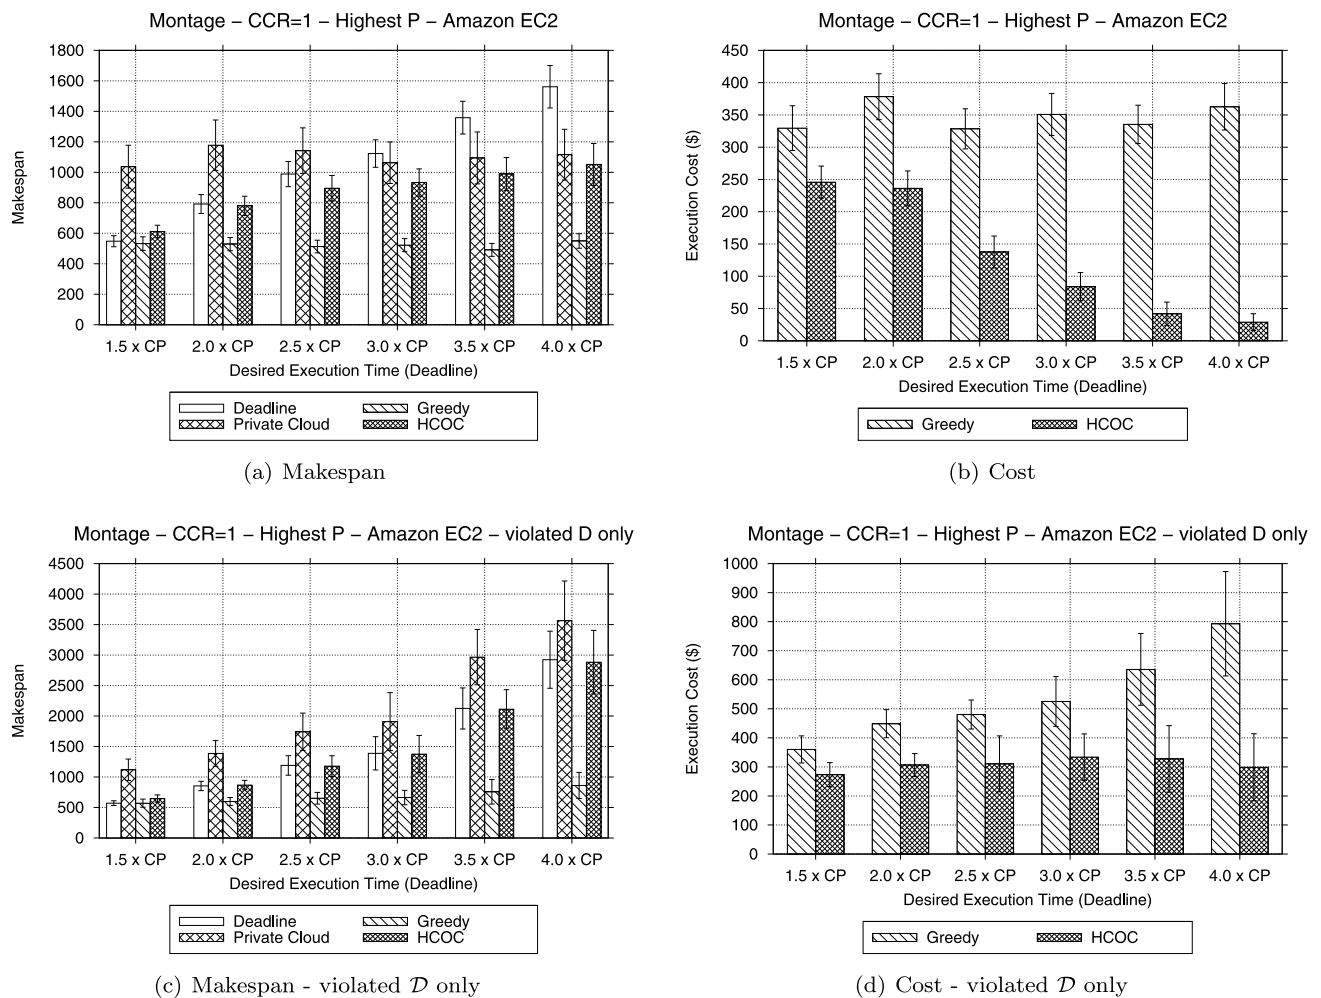 Montage – CCR=1 – Highest P – Amazon EC2
1800
1600
1400
1200
1000
800
600
400
200
0
Makespan
1.5 x CP 2.0 x CP 2.5 x CP 3.0 x CP 3.5 x CP 4.0 x CP
Desired Execution Time (Deadline)
Deadline Greedy
Private Cloud HCOC
(a) Makespan
Montage – CCR=1 – Highest P – Amazon EC2
450
400
350
300
250
200
150
100
50
0
Execution Cost ($)
1.5 x CP 2.0 x CP 2.5 x CP 3.0 x CP 3.5 x CP 4.0 x CP
Desired Execution Time (Deadline)
Greedy HCOC
(b) Cost
Montage – CCR=1 – Highest P – Amazon EC2 – violated D only
4500
4000
3500
3000
2500
2000
1500
1000
500
0
Makespan
1.5 x CP 2.0 x CP 2.5 x CP 3.0 x CP 3.5 x CP 4.0 x CP
Desired Execution Time (Deadline)
Deadline Greedy
Private Cloud HCOC
(c) Makespan - violated 𝒟 only
Montage – CCR=1 – Highest P – Amazon EC2 – violated D only
1000
900
800
700
600
500
400
300
200
100
0
Execution Cost ($)
1.5 x CP 2.0 x CP 2.5 x CP 3.0 x CP 3.5 x CP 4.0 x CP
Desired Execution Time (Deadline)
Greedy HCOC
(d) Cost - violated 𝒟 only